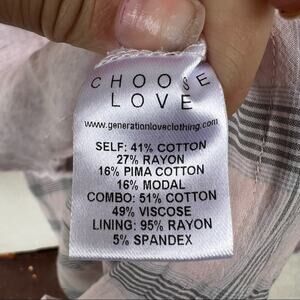 CHOOSE
LOVE
www.generationloveclothing.com
SELF: 41% COTTON
27% RAYON
16% PIMA COTTON
16% MODAL
COMBO: 51% COTTON
49% VISCOSE
LINING: 95% RAYON
5% SPANDEX